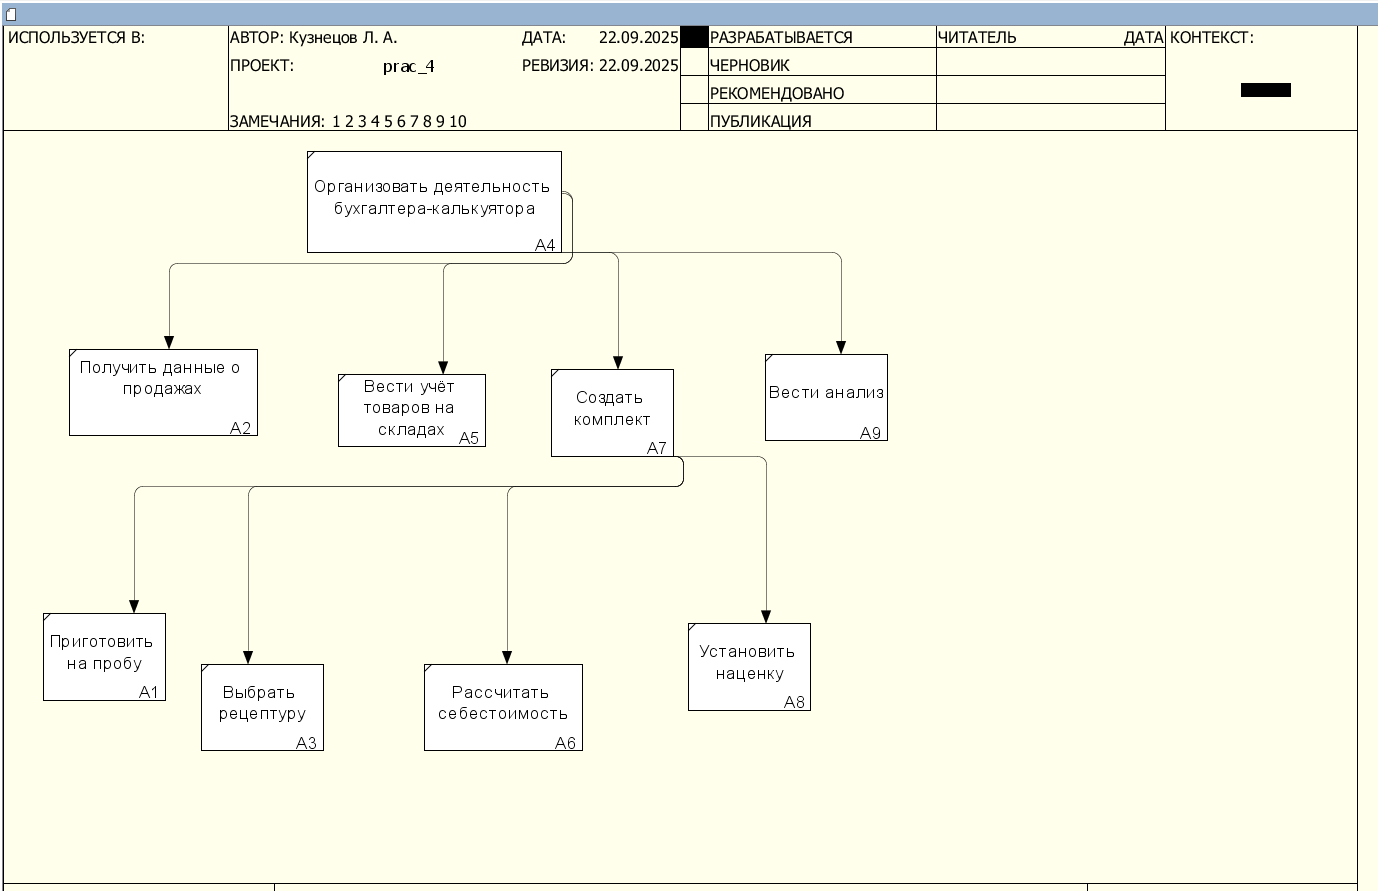 ИСПОЛЬЗУЕТСЯ В:
АВТОР: Кузнецов Л. А.
ДАТА: 22.09.2025
РАЗРАБАТЫВАЕТСЯ
ЧИТАТЕЛЬ ДАТА
КОНТЕКСТ:
ПРОЕКТ: prac_4
РЕВИЗИЯ: 22.09.2025
ЧЕРНОВИК
РЕКОМЕНДОВАНО
ЗАМЕЧАНИЯ: 1 2 3 4 5 6 7 8 9 10
ПУБЛИКАЦИЯ
Организовать деятельность
бухгалтера-калькуятора
A4
Получить данные о
продажах
A2
Вести учёт
товаров на
складах
A5
Создать
комплект
A7
Вести анализ
A9
Приготовить
на пробу
A1
Выбрать
рецептуру
A3
Рассчитать
себестоимость
A6
Установить
наценку
A8